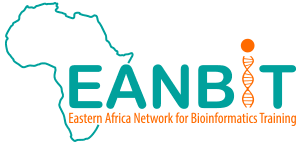 EANBiT
Eastern Africa Network for Bioinformatics Training